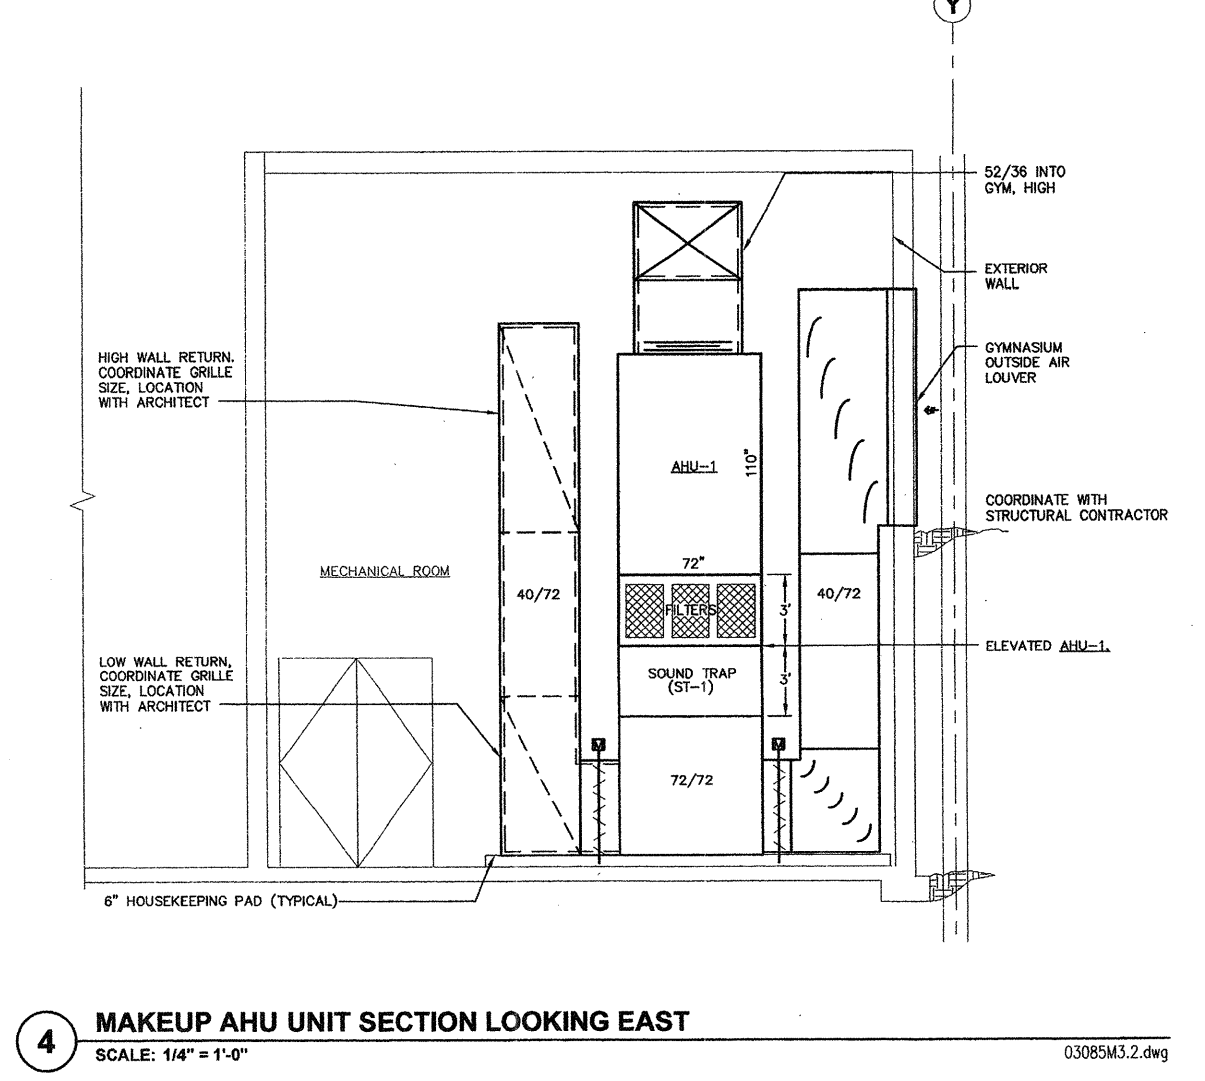 Y
52/36 INTO
GYM, HIGH
EXTERIOR
WALL
GYMNASIUM
OUTSIDE AIR
LOUVER
HIGH WALL RETURN.
COORDINATE GRILLE
SIZE, LOCATION
WITH ARCHITECT
AHU-1
110"
COORDINATE WITH
STRUCTURAL CONTRACTOR
MECHANICAL ROOM
72"
40/72
FILTERS
3'
40/72
ELEVATED AHU-1.
LOW WALL RETURN,
COORDINATE GRILLE
SIZE, LOCATION
WITH ARCHITECT
SOUND TRAP
(ST-1)
3'
M
M
72/72
6" HOUSEKEEPING PAD (TYPICAL)
4
MAKEUP AHU UNIT SECTION LOOKING EAST
SCALE: 1/4" = 1'-0"
03085M3.2.dwg